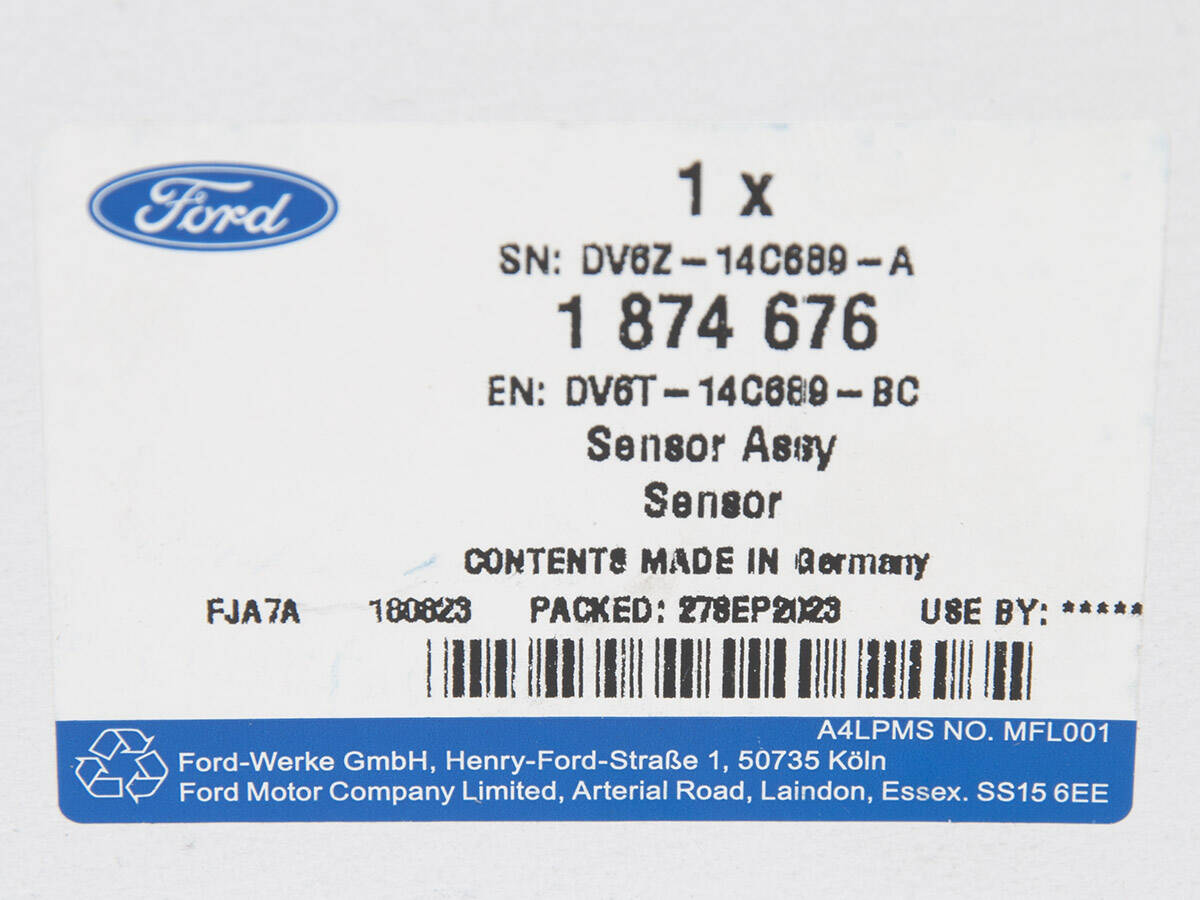 Ford
1 x
SN: DV6Z-14C689-A
1 874 676
EN: DV6T-14C689-BC
Sensor Assy
Sensor
CONTENTS MADE IN Germany
FJA7A 180823 PACKED: 27SEP2023 USE BY: *****
A4LPMS NO. MFL001
Ford-Werke GmbH, Henry-Ford-Straße 1, 50735 Köln
Ford Motor Company Limited, Arterial Road, Laindon, Essex. SS15 6EE